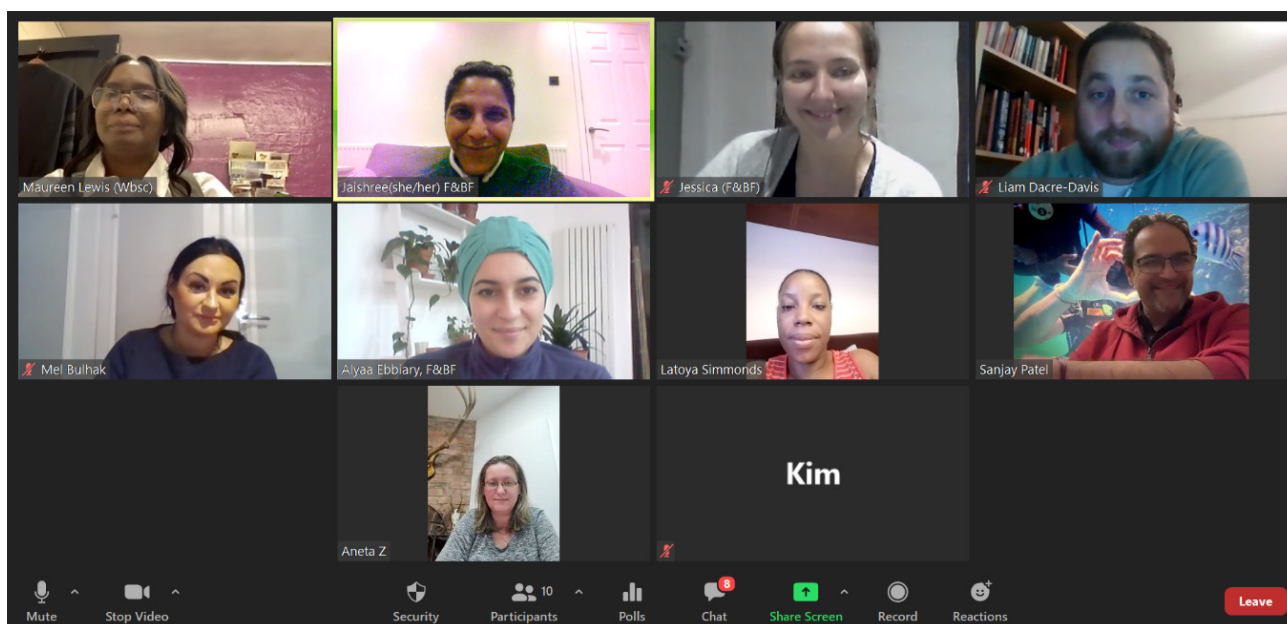 Maureen Lewis (Wbsc)
Jaishree(she/her) F&BF
Jessica (F&BF)
Liam Dacre-Davis
Mel Bulhak
Alyaa Ebbiary, F&BF
Latoya Simmonds
Sanjay Patel
Aneta Z
Kim
10
8
Mute
Stop Video
Security
Participants
Polls
Chat
Share Screen
Record
Reactions
Leave